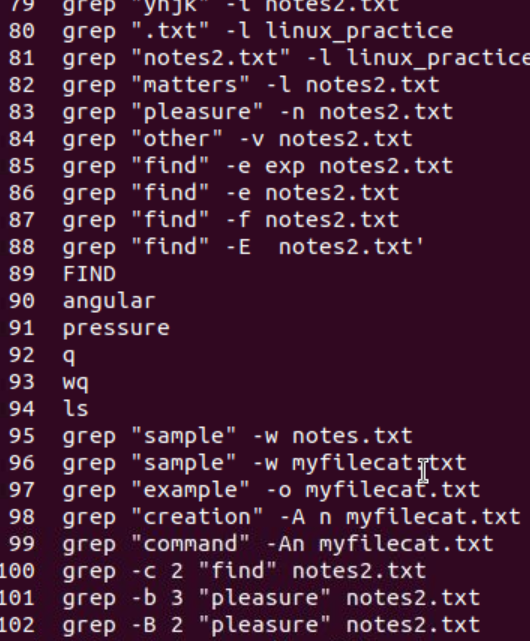 79 grep "yhjk" -l notes2.txt
80 grep ".txt" -l linux_practice
81 grep "notes2.txt" -l linux_practice
82 grep "matters" -l notes2.txt
83 grep "pleasure" -n notes2.txt
84 grep "other" -v notes2.txt
85 grep "find" -e exp notes2.txt
86 grep "find" -e notes2.txt
87 grep "find" -f notes2.txt
88 grep "find" -E  notes2.txt'
89 FIND
90 angular
91 pressure
92 q
93 wq
94 ls
95 grep "sample" -w notes.txt
96 grep "sample" -w myfilecat.txt
97 grep "example" -o myfilecat.txt
98 grep "creation" -A n myfilecat.txt
99 grep "command" -An myfilecat.txt
100 grep -c 2 "find" notes2.txt
101 grep -b 3 "pleasure" notes2.txt
102 grep -B 2 "pleasure" notes2.txt